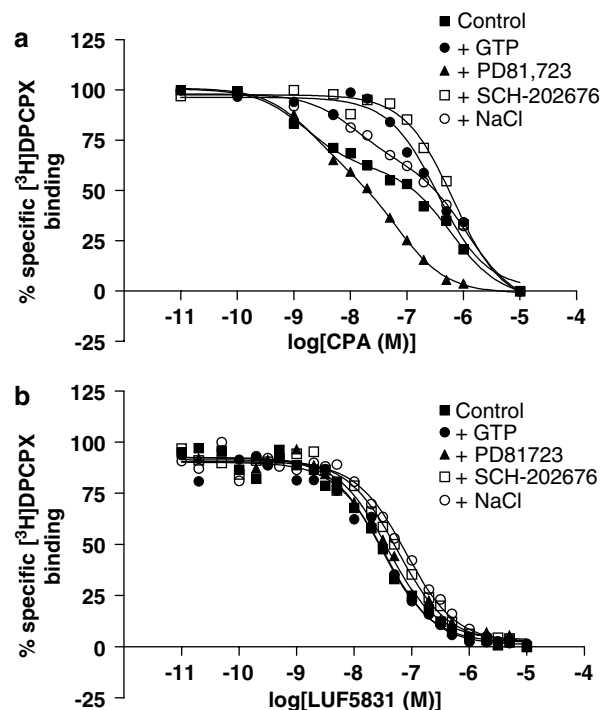 a
Control
+ GTP
+ PD81,723
+ SCH-202676
+ NaCl
% specific [³H]DPCPX
binding
125
100
75
50
25
0
-25
-11 -10 -9 -8 -7 -6 -5 -4
log[CPA (M)]
b
Control
+ GTP
+ PD81723
+ SCH-202676
+ NaCl
% specific [³H]DPCPX
binding
125
100
75
50
25
0
-25
-11 -10 -9 -8 -7 -6 -5 -4
log[LUF5831 (M)]